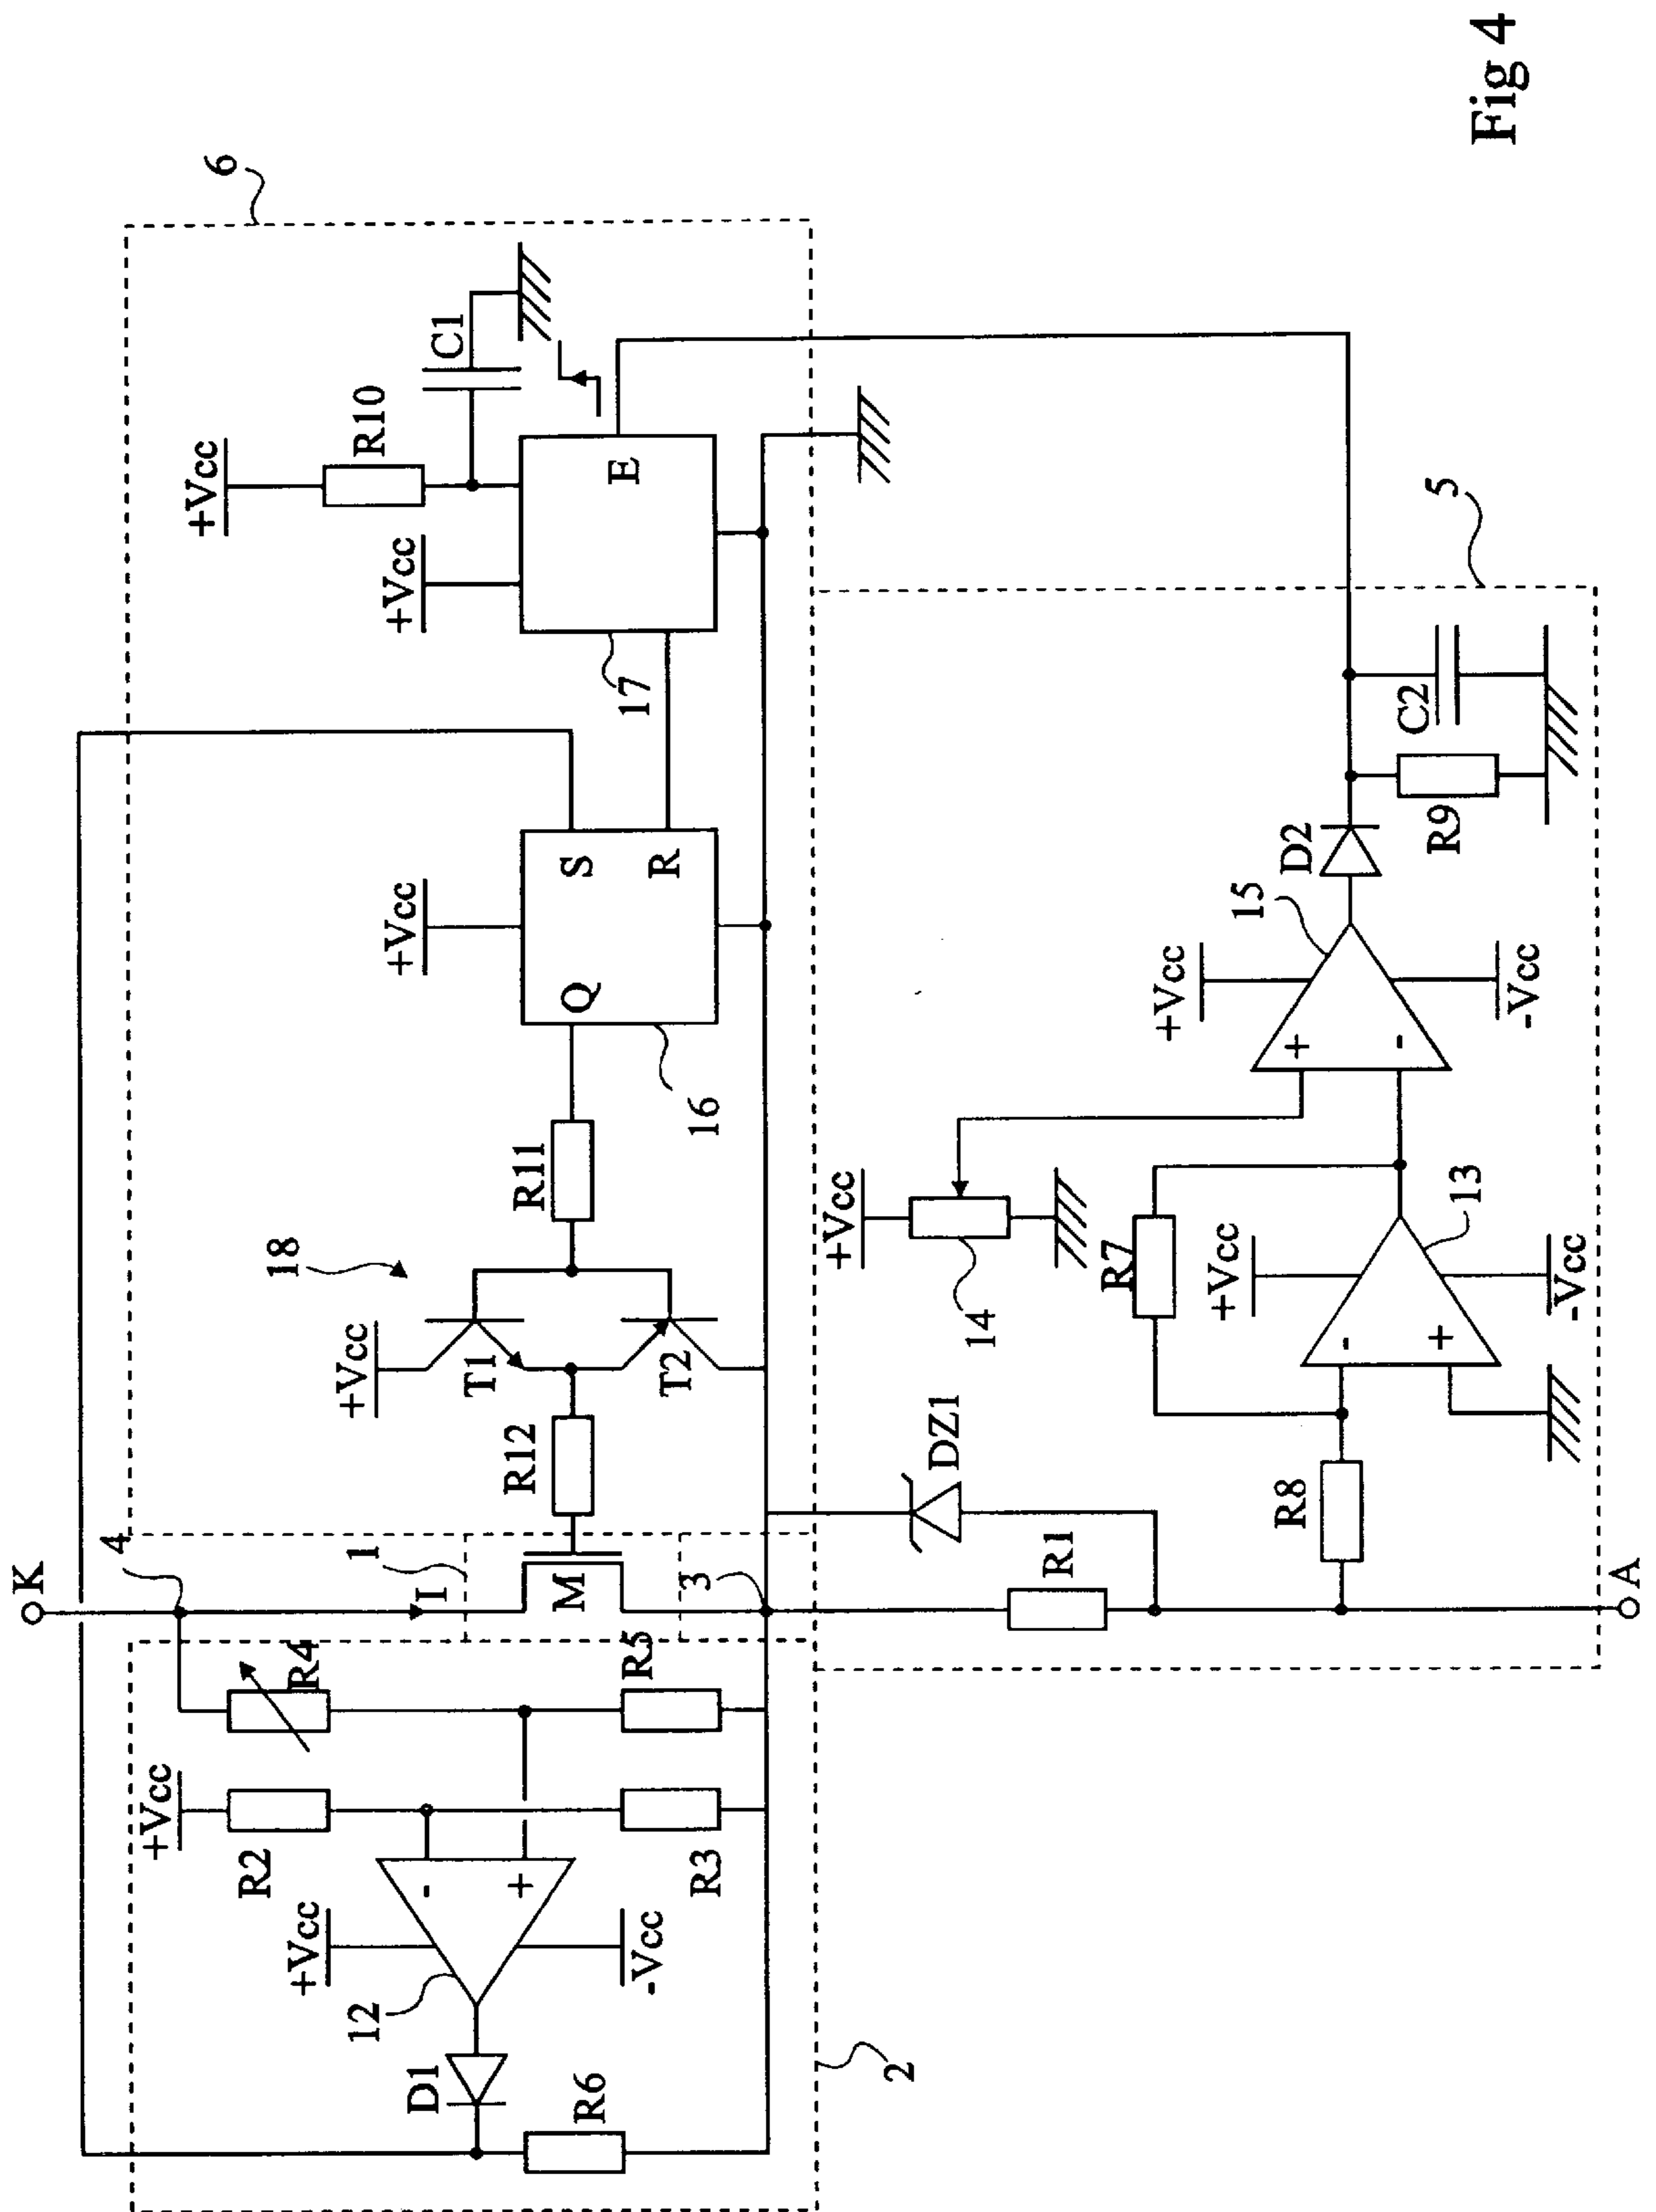 Fig 4
K
4
1
I
M
3
A
6
+Vcc
R10
C1
+Vcc
E
17
+Vcc
S
R
Q
16
R11
18
+Vcc
T1
T2
R12
R4
R5
+Vcc
R2
R3
-
+
+Vcc
-Vcc
12
D1
R6
2
5
C2
R9
D2
15
+Vcc
-Vcc
+
-
+Vcc
14
R7
13
+Vcc
-Vcc
-
+
DZ1
R8
R1